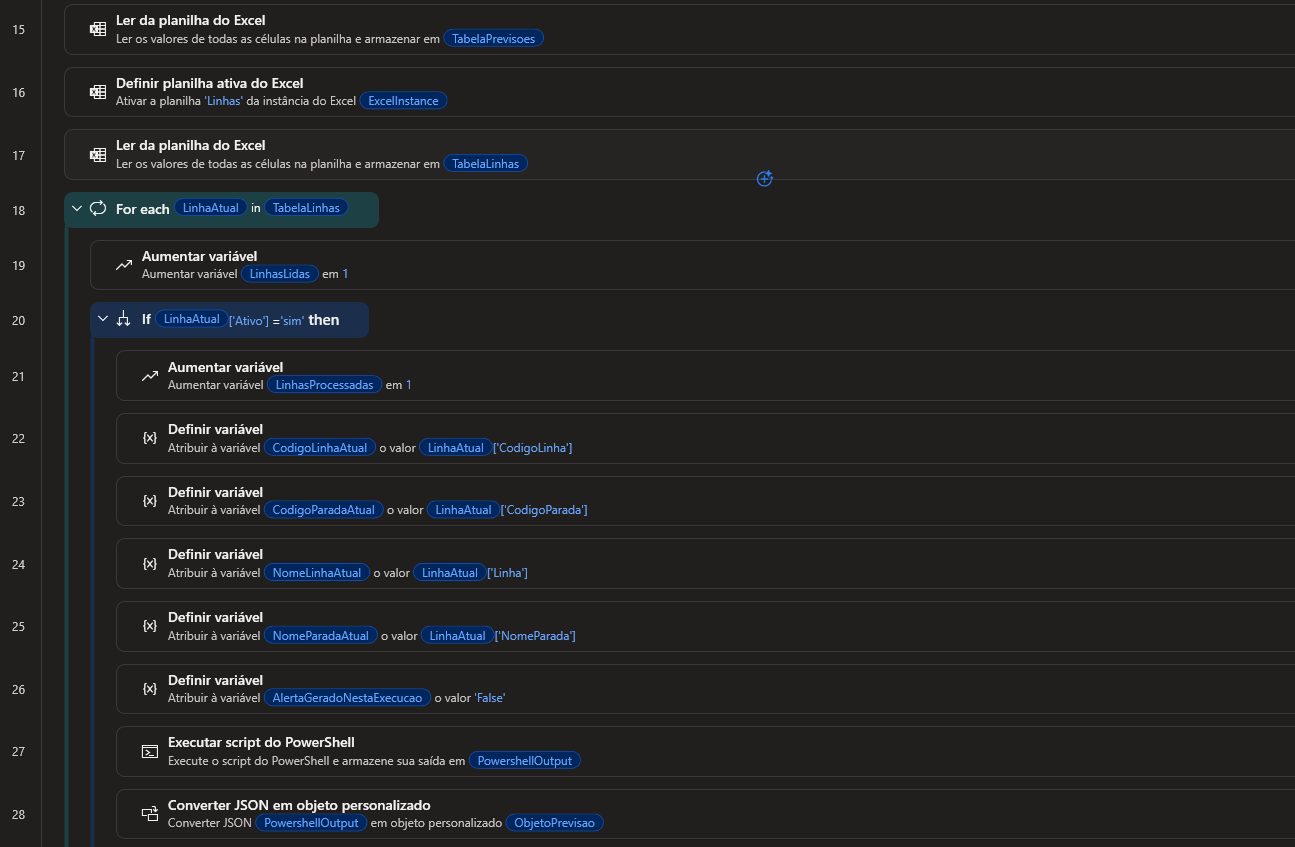 15
Ler da planilha do Excel
Ler os valores de todas as células na planilha e armazenar em TabelaPrevisoes
16
Definir planilha ativa do Excel
Ativar a planilha 'Linhas' da instância do Excel ExcelInstance
17
Ler da planilha do Excel
Ler os valores de todas as células na planilha e armazenar em TabelaLinhas
18
For each LinhaAtual in TabelaLinhas
19
Aumentar variável
Aumentar variável LinhasLidas em 1
20
If LinhaAtual ['Ativo'] ='sim' then
21
Aumentar variável
Aumentar variável LinhasProcessadas em 1
22
Definir variável
Atribuir à variável CodigoLinhaAtual o valor LinhaAtual ['CodigoLinha']
23
Definir variável
Atribuir à variável CodigoParadaAtual o valor LinhaAtual ['CodigoParada']
24
Definir variável
Atribuir à variável NomeLinhaAtual o valor LinhaAtual ['Linha']
25
Definir variável
Atribuir à variável NomeParadaAtual o valor LinhaAtual ['NomeParada']
26
Definir variável
Atribuir à variável AlertaGeradoNestaExecucao o valor 'False'
27
Executar script do PowerShell
Execute o script do PowerShell e armazene sua saída em PowershellOutput
28
Converter JSON em objeto personalizado
Converter JSON PowershellOutput em objeto personalizado ObjetoPrevisao